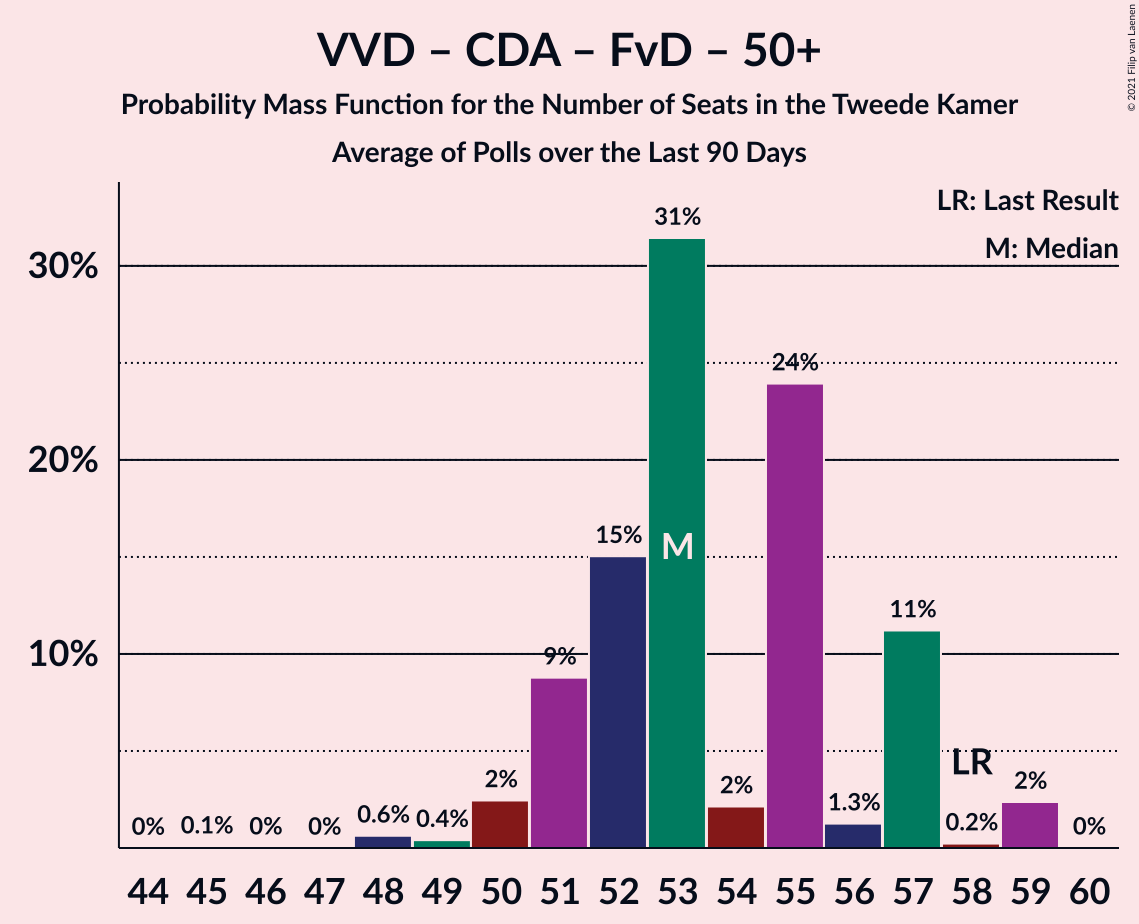 VVD – CDA – FvD – 50+
Probability Mass Function for the Number of Seats in the Tweede Kamer
Average of Polls over the Last 90 Days
© 2021 Filip van Laenen
LR: Last Result
M: Median
30%
20%
10%
0%
0.1%
0%
0%
0.6%
0.4%
2%
9%
15%
31%
M
2%
24%
1.3%
11%
LR
0.2%
2%
0%
44 45 46 47 48 49 50 51 52 53 54 55 56 57 58 59 60